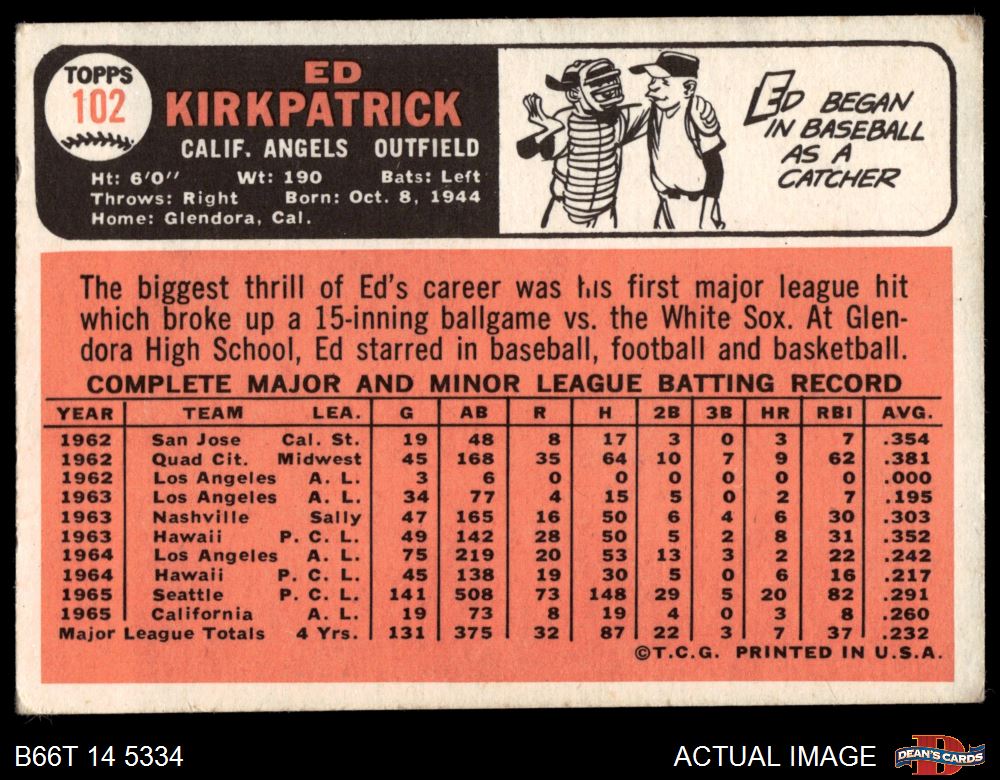 TOPPS
102
ED
KIRKPATRICK
CALIF. ANGELS OUTFIELD
Ht: 6'0" Wt: 190 Bats: Left
Throws: Right Born: Oct. 8, 1944
Home: Glendora, Cal.
ED BEGAN
IN BASEBALL
AS A
CATCHER
The biggest thrill of Ed's career was his first major league hit
which broke up a 15-inning ballgame vs. the White Sox. At Glen-
dora High School, Ed starred in baseball, football and basketball.
COMPLETE MAJOR AND MINOR LEAGUE BATTING RECORD
YEAR TEAM LEA. G AB R H 2B 3B HR RBI AVG.
1962 San Jose Cal. St. 19 48 8 17 3 0 3 7 .354
1962 Quad Cit. Midwest 45 168 35 64 10 7 9 62 .381
1962 Los Angeles A. L. 3 6 0 0 0 0 0 0 .000
1963 Los Angeles A. L. 34 77 4 15 5 0 2 7 .195
1963 Nashville Sally 47 165 16 50 6 4 6 30 .303
1963 Hawaii P. C. L. 49 142 28 50 5 2 8 31 .352
1964 Los Angeles A. L. 75 219 20 53 13 3 2 22 .242
1964 Hawaii P. C. L. 45 138 19 30 5 0 6 16 .217
1965 Seattle P. C. L. 141 508 73 148 29 5 20 82 .291
1965 California A. L. 19 73 8 19 4 0 3 8 .260
Major League Totals 4 Yrs. 131 375 32 87 22 3 7 37 .232
©T.C.G. PRINTED IN U.S.A.
B66T 14 5334
ACTUAL IMAGE
DEAN'S CARDS